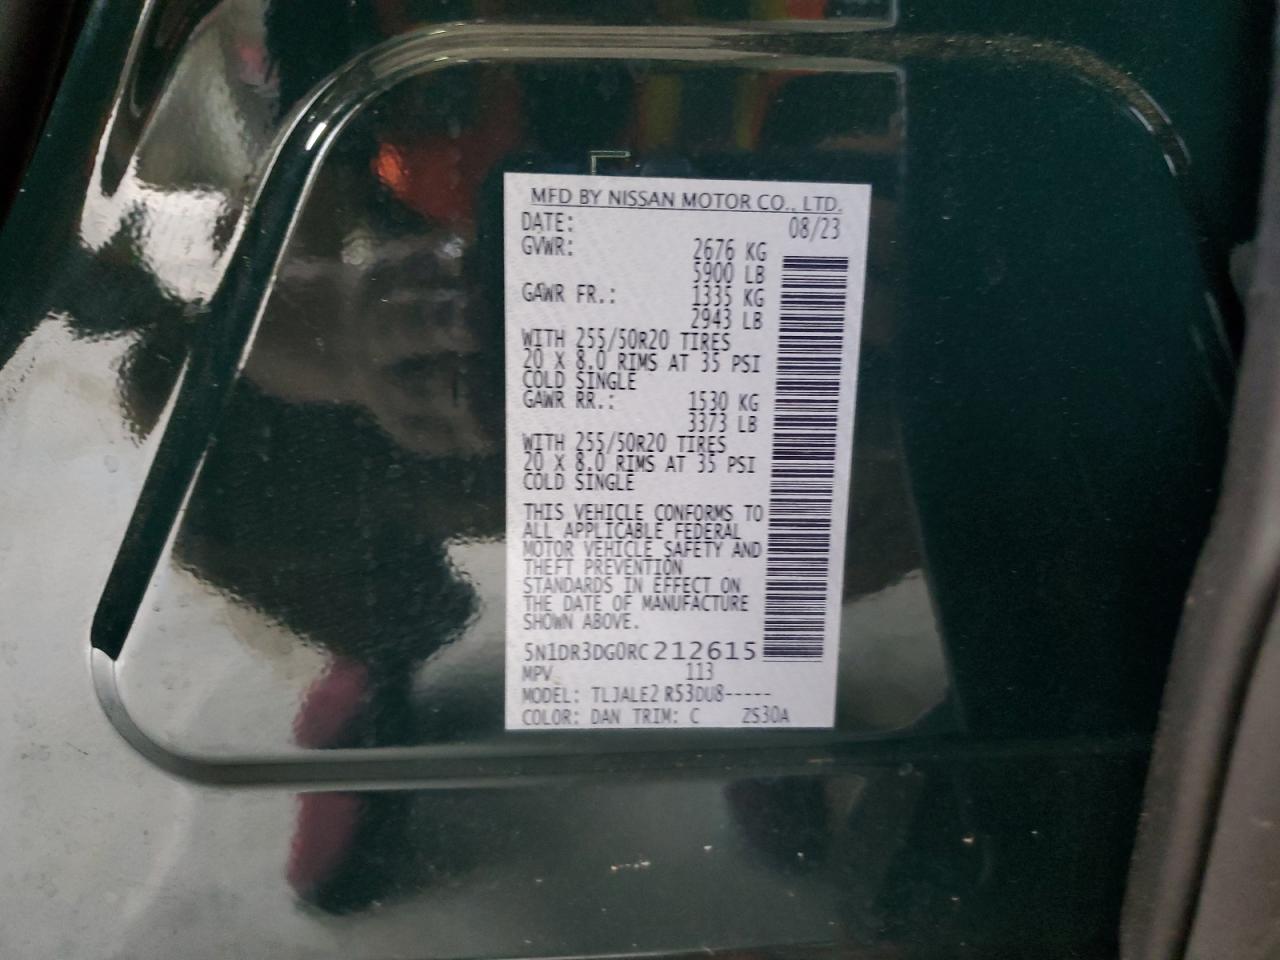 MFD BY NISSAN MOTOR CO., LTD.
DATE: 08/23
GVWR: 2676 KG
5900 LB
GAWR FR.: 1335 KG
2943 LB
WITH 255/50R20 TIRES
20 X 8.0 RIMS AT 35 PSI
COLD SINGLE
GAWR RR.: 1530 KG
3373 LB
WITH 255/50R20 TIRES
20 X 8.0 RIMS AT 35 PSI
COLD SINGLE
THIS VEHICLE CONFORMS TO
ALL APPLICABLE FEDERAL
MOTOR VEHICLE SAFETY AND
THEFT PREVENTION
STANDARDS IN EFFECT ON
THE DATE OF MANUFACTURE
SHOWN ABOVE.
5N1DR3DG0RC212615
MPV 113
MODEL: TLJALE2 R53DU8-----
COLOR: DAN TRIM: C ZS30A